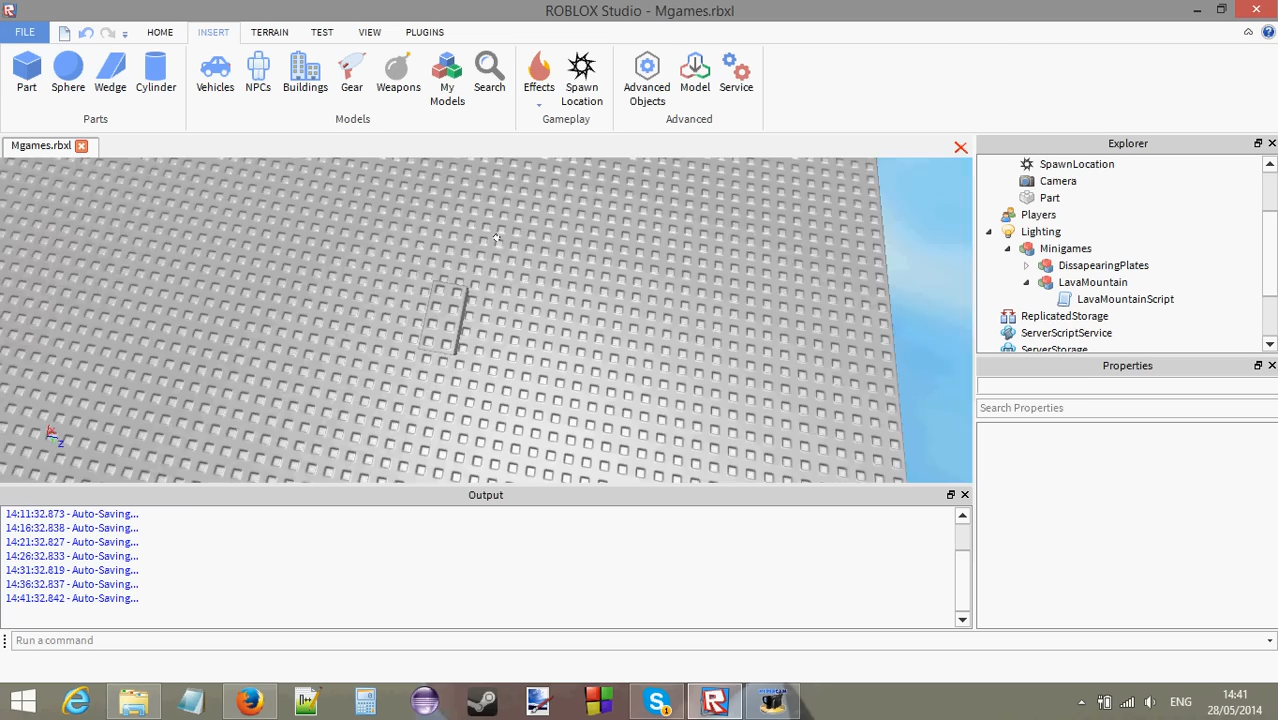 ROBLOX Studio - Mgames.rbxl
FILE HOME INSERT TERRAIN TEST VIEW PLUGINS
Part Sphere Wedge Cylinder Vehicles NPCs Buildings Gear Weapons My Models Search Effects Spawn Location Advanced Objects Model Service
Parts Models Gameplay Advanced
Mgames.rbxl
Explorer
SpawnLocation
Camera
Part
Players
Lighting
Minigames
DissapearingPlates
LavaMountain
LavaMountainScript
ReplicatedStorage
ServerScriptService
ServerStorage
Properties
Search Properties
z
Output
14:11:32.873 - Auto-Saving...
14:16:32.838 - Auto-Saving...
14:21:32.827 - Auto-Saving...
14:26:32.833 - Auto-Saving...
14:31:32.819 - Auto-Saving...
14:36:32.837 - Auto-Saving...
14:41:32.842 - Auto-Saving...
Run a command
ENG
14:41
28/05/2014